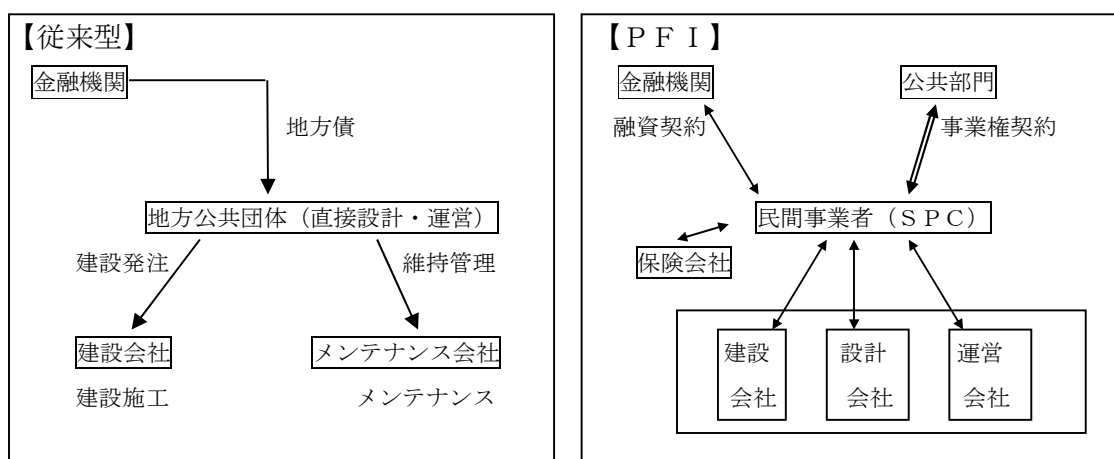 【従来型】
金融機関
地方債
地方公共団体（直接設計・運営）
建設発注
維持管理
建設会社
メンテナンス会社
建設施工
メンテナンス
【ＰＦＩ】
金融機関
公共部門
融資契約
事業権契約
民間事業者（ＳＰＣ）
保険会社
建設
会社
設計
会社
運営
会社